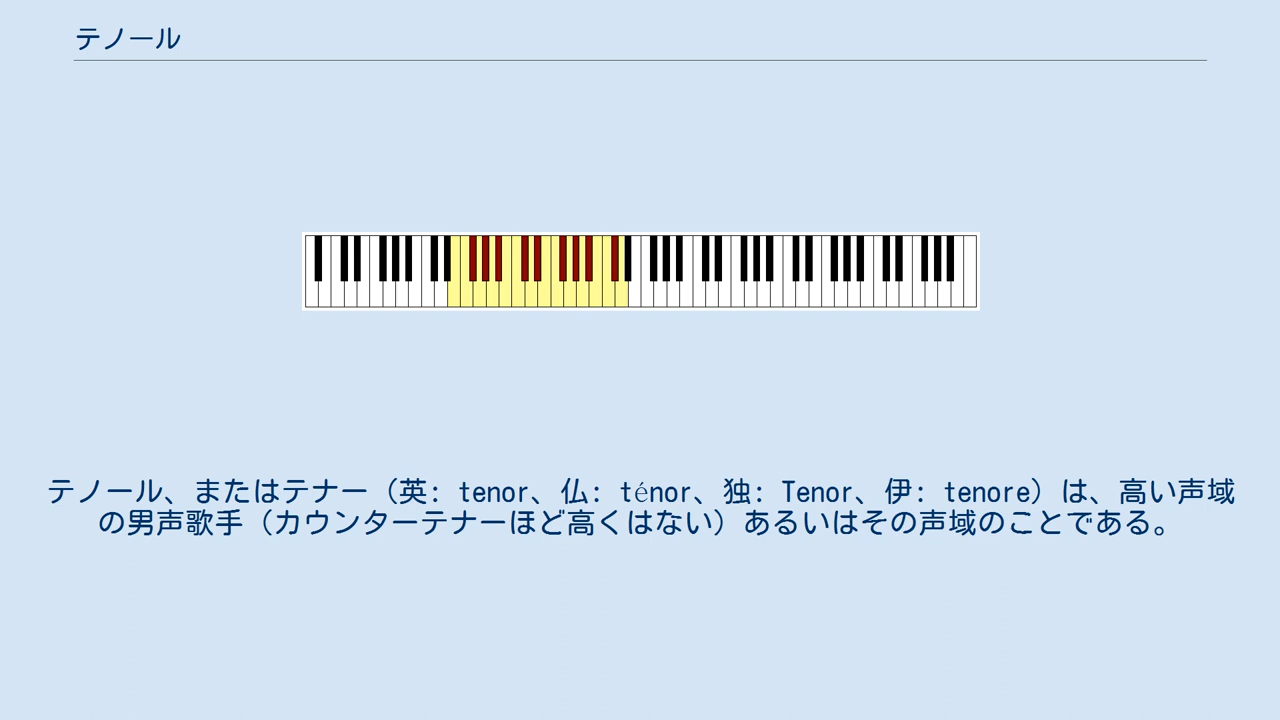 テノール
テノール、またはテナー（英: tenor、仏: ténor、独: Tenor、伊: tenore）は、高い声域
の男声歌手（カウンターテナーほど高くはない）あるいはその声域のことである。